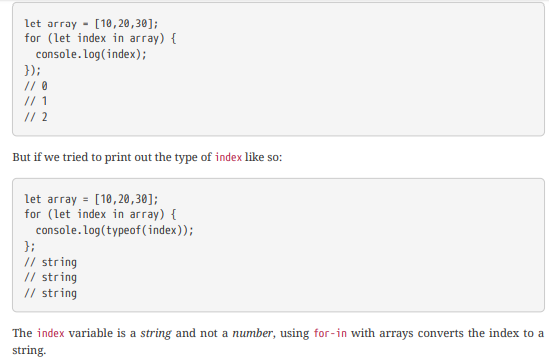 let array = [10,20,30];
for (let index in array) {
  console.log(index);
});
// 0
// 1
// 2
But if we tried to print out the type of index like so:
let array = [10,20,30];
for (let index in array) {
  console.log(typeof(index));
};
// string
// string
// string
The index variable is a string and not a number, using for-in with arrays converts the index to a
string.